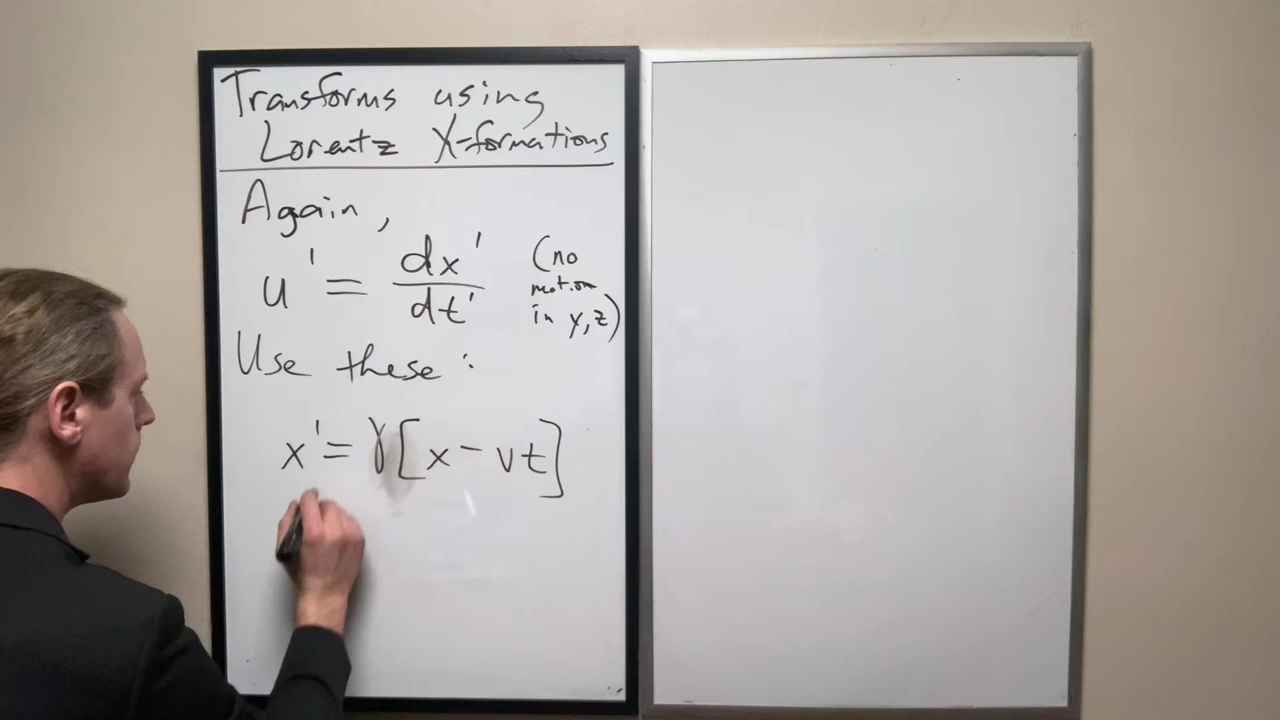 Transforms using
Lorentz X-formations
Again,
u' = dx'/dt' (no motion in y,z)
Use these:
x' = γ[x - vt]